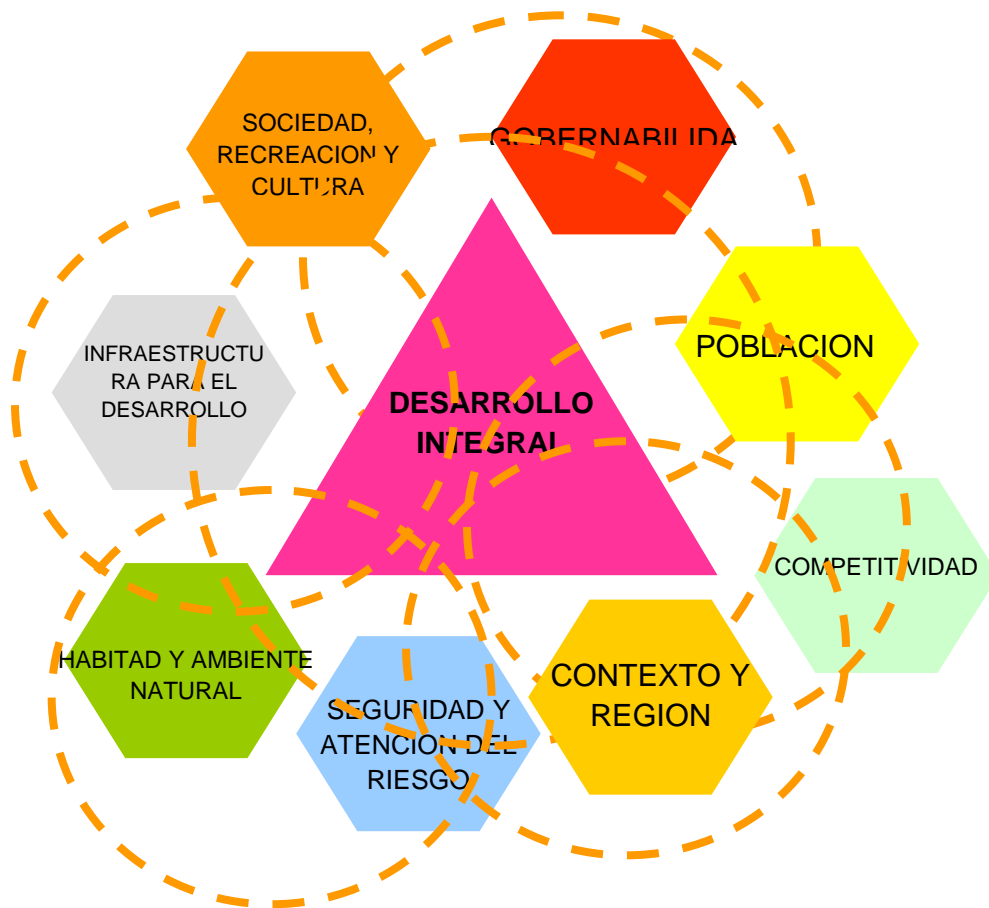 SOCIEDAD,
RECREACION Y
CULTURA
GOBERNABILIDA
INFRAESTRUCTU
RA PARA EL
DESARROLLO
POBLACION
DESARROLLO
INTEGRAL
COMPETITIVIDAD
HABITAD Y AMBIENTE
NATURAL
SEGURIDAD Y
ATENCION DEL
RIESGO
CONTEXTO Y
REGION